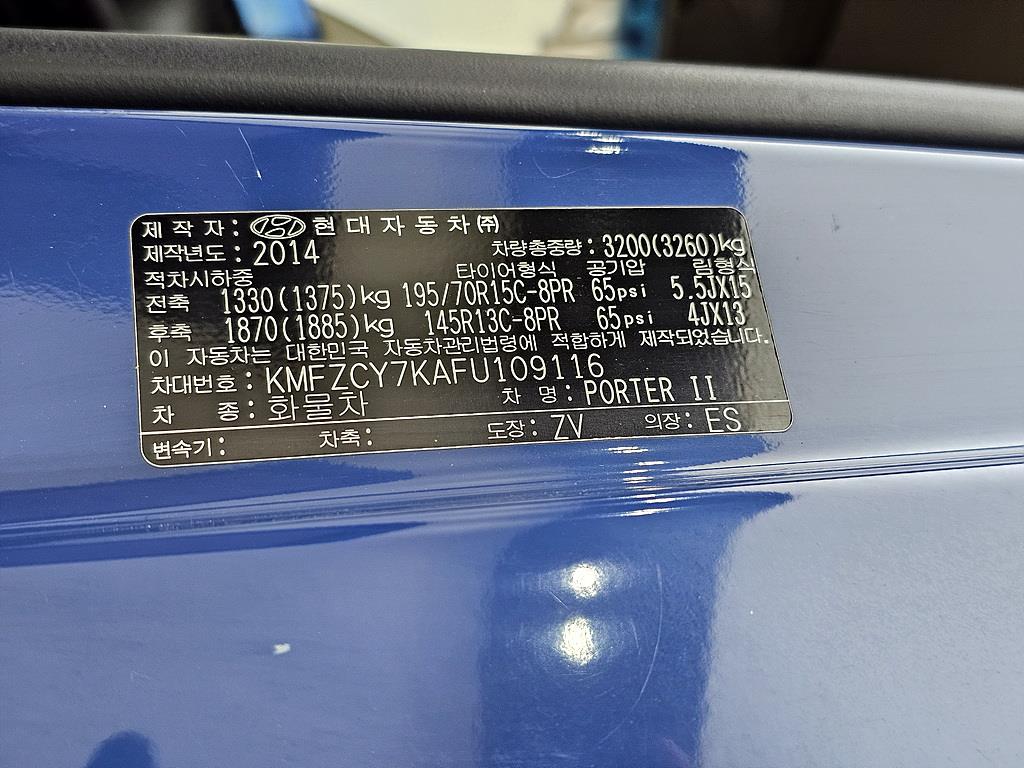 제 작 자 : 현 대 자 동 차 ㈜
제작년도 : 2014 차량총중량 : 3200(3260)kg
적차시하중 타이어형식 공기압 림형식
전축 1330(1375)kg 195/70R15C-8PR 65psi 5.5JX15
후축 1870(1885)kg 145R13C-8PR 65psi 4JX13
이 자동차는 대한민국 자동차관리법령에 적합하게 제작되었습니다.
차대번호 : KMFZCY7KAFU109116
차 종 : 화물차 차 명 : PORTER II
변속기 : 차축 : 도장 : ZV 의장 : ES